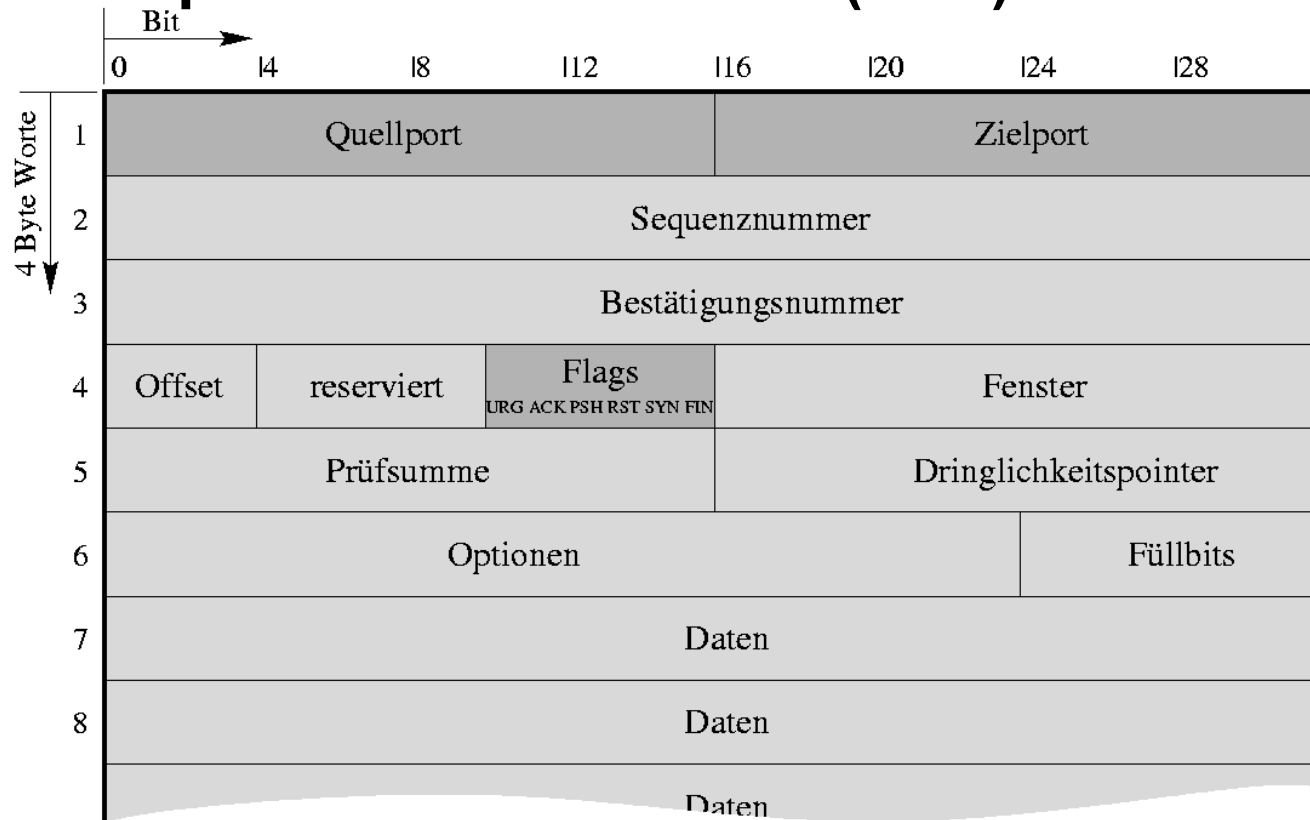 Bit
0 4 8 12 16 20 24 28
4 Byte Worte
1 Quellport Zielport
2 Sequenznummer
3 Bestätigungsnummer
4 Offset reserviert Flags Fenster
URG ACK PSH RST SYN FIN
5 Prüfsumme Dringlichkeitspointer
6 Optionen Füllbits
7 Daten
8 Daten
Daten